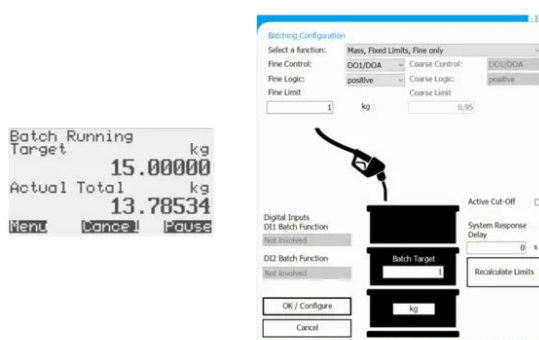 Batch Running
Target kg
15.00000
Actual Total kg
13.78534
Menu Cancel Pause
Batching Configuration
Select a function: Mass, Fixed Limits, Fine only
Fine Control: DO1/DOA Coarse Control: DO1/DOA
Fine Logic: positive Coarse Logic: positive
Fine Limit Coarse Limit
1 kg 0,95
Active Cut-Off
Digital Inputs
DI1 Batch Function
Not involved
System Response
Delay
0 s
DI2 Batch Function
Not involved
Batch Target
1
Recalculate Limits
OK / Configure
kg
Cancel